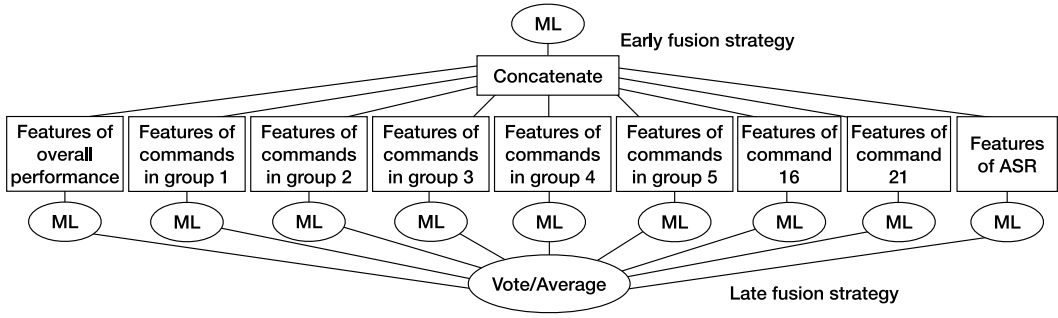 ML
Early fusion strategy
Concatenate
Features of
overall
performance
Features of
commands
in group 1
Features of
commands
in group 2
Features of
commands
in group 3
Features of
commands
in group 4
Features of
commands
in group 5
Features of
command
16
Features of
command
21
Features
of ASR
ML
ML
ML
ML
ML
ML
ML
ML
ML
Vote/Average
Late fusion strategy